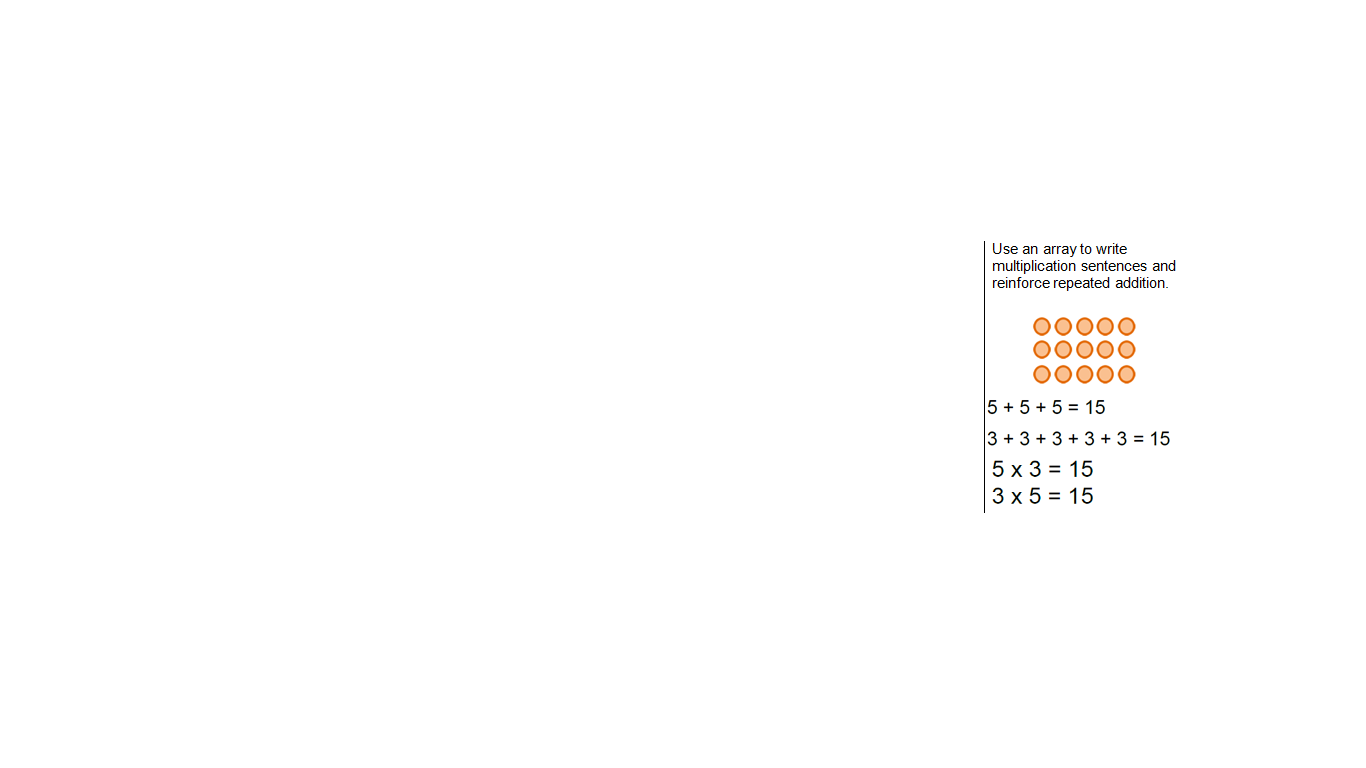 Use an array to write
multiplication sentences and
reinforce repeated addition.
5 + 5 + 5 = 15
3 + 3 + 3 + 3 + 3 = 15
5 x 3 = 15
3 x 5 = 15